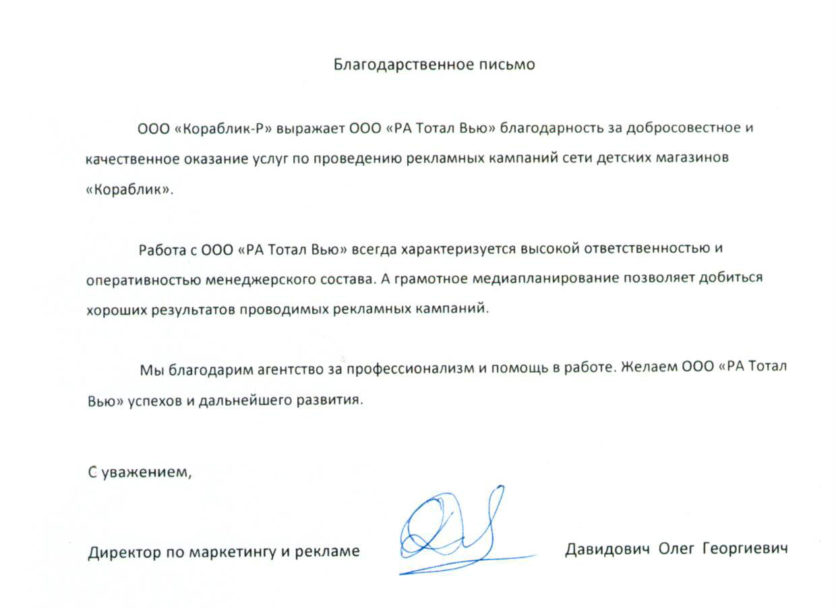 Благодарственное письмо
ООО «Кораблик-Р» выражает ООО «РА Тотал Вью» благодарность за добросовестное и
качественное оказание услуг по проведению рекламных кампаний сети детских магазинов
«Кораблик».
Работа с ООО «РА Тотал Вью» всегда характеризуется высокой ответственностью и
оперативностью менеджерского состава. А грамотное медиапланирование позволяет добиться
хороших результатов проводимых рекламных кампаний.
Мы благодарим агентство за профессионализм и помощь в работе. Желаем ООО «РА Тотал
Вью» успехов и дальнейшего развития.
С уважением,
Директор по маркетингу и рекламе Давидович Олег Георгиевич